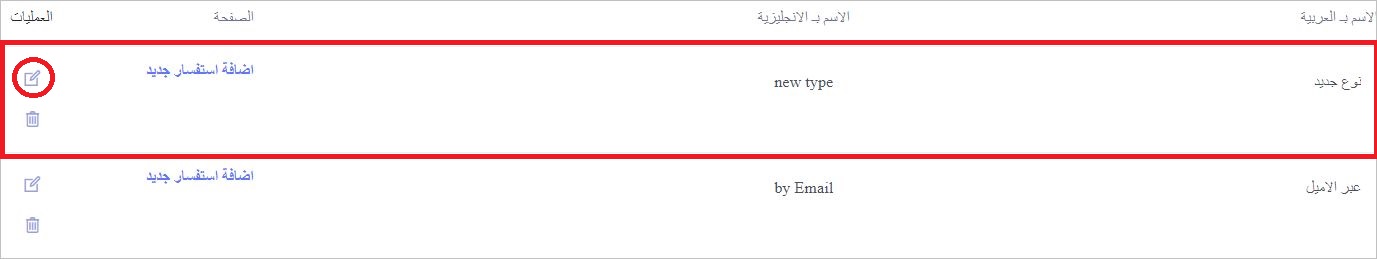 الاسم بـ العربية
الاسم بـ الانجليزية
الصفحة
العمليات
نوع جديد
new type
اضافة استفسار جديد
عبر الاميل
by Email
اضافة استفسار جديد